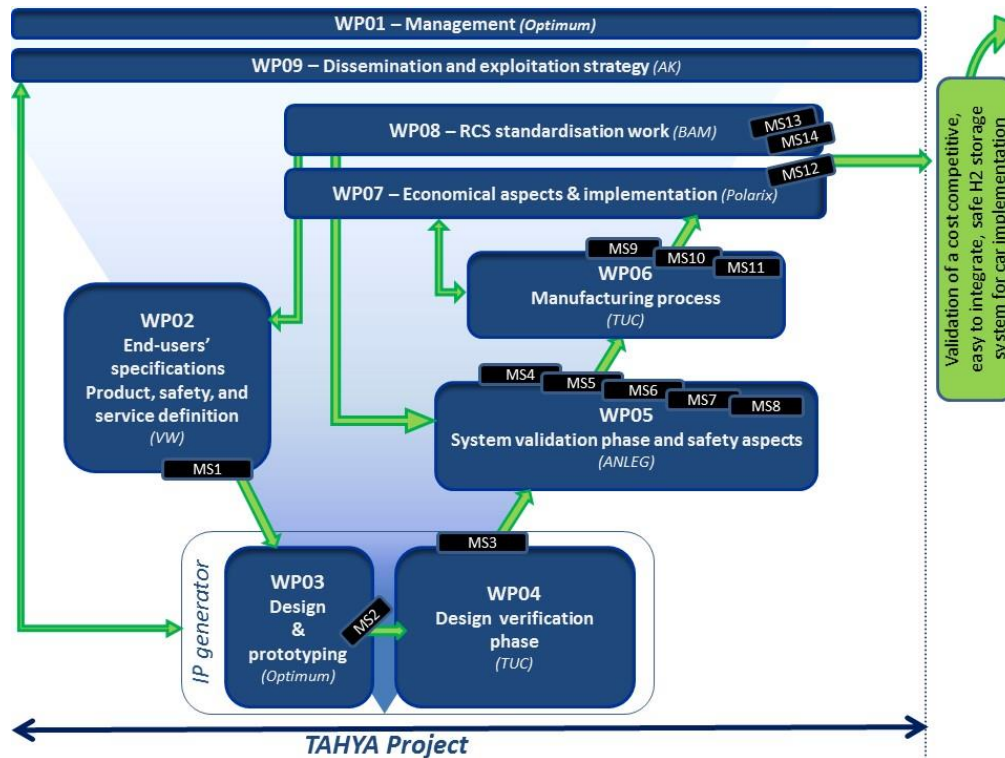 WP01 – Management (Optimum)
WP09 – Dissemination and exploitation strategy (AK)
WP08 – RCS standardisation work (BAM)
MS13
MS14
WP07 – Economical aspects & implementation (Polarix)
MS12
MS9
MS10
MS11
WP06
Manufacturing process
(TUC)
WP02
End-users'
specifications
Product, safety, and
service definition
(VW)
MS1
MS4
MS5
MS6
MS7
MS8
WP05
System validation phase and safety aspects
(ANLEG)
MS3
IP generator
WP03
Design
&
prototyping
(Optimum)
MS2
WP04
Design verification
phase
(TUC)
TAHYA Project
Validation of a cost competitive,
easy to integrate, safe H2 storage
system for car implementation